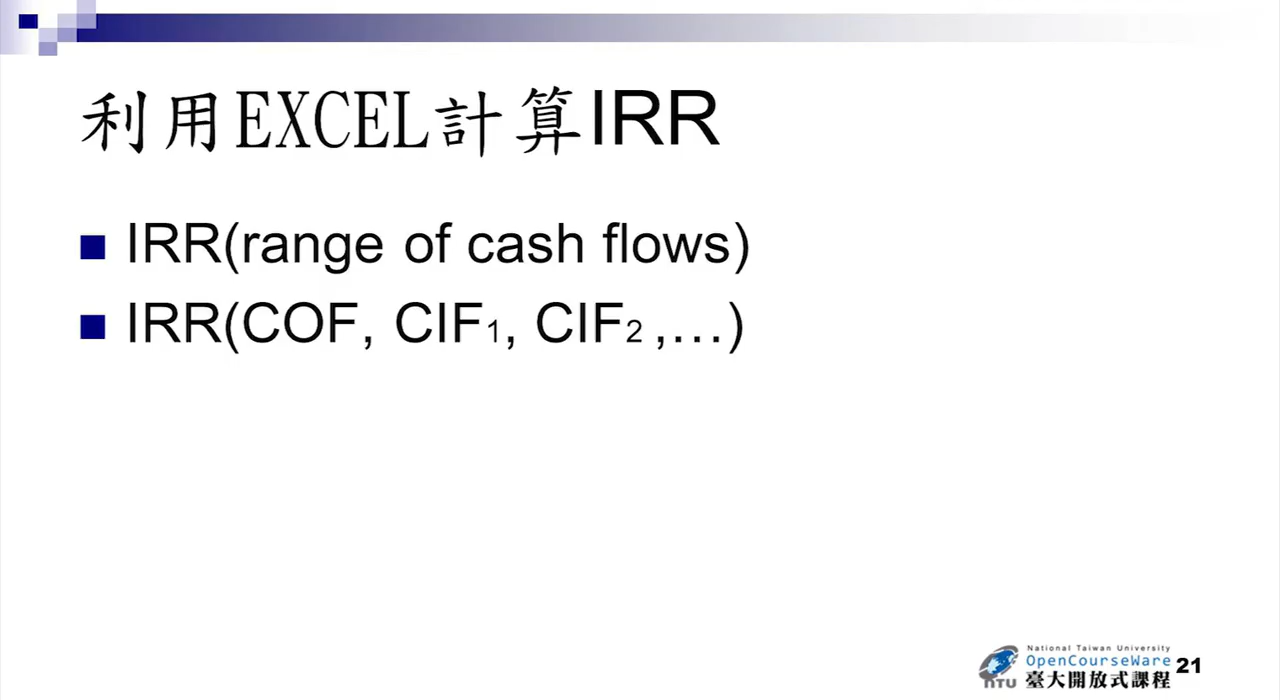 利用EXCEL計算IRR
IRR(range of cash flows)
IRR(COF, CIF1, CIF2 ,…)
National Taiwan University
OpenCourseWare
NTU 臺大開放式課程
21